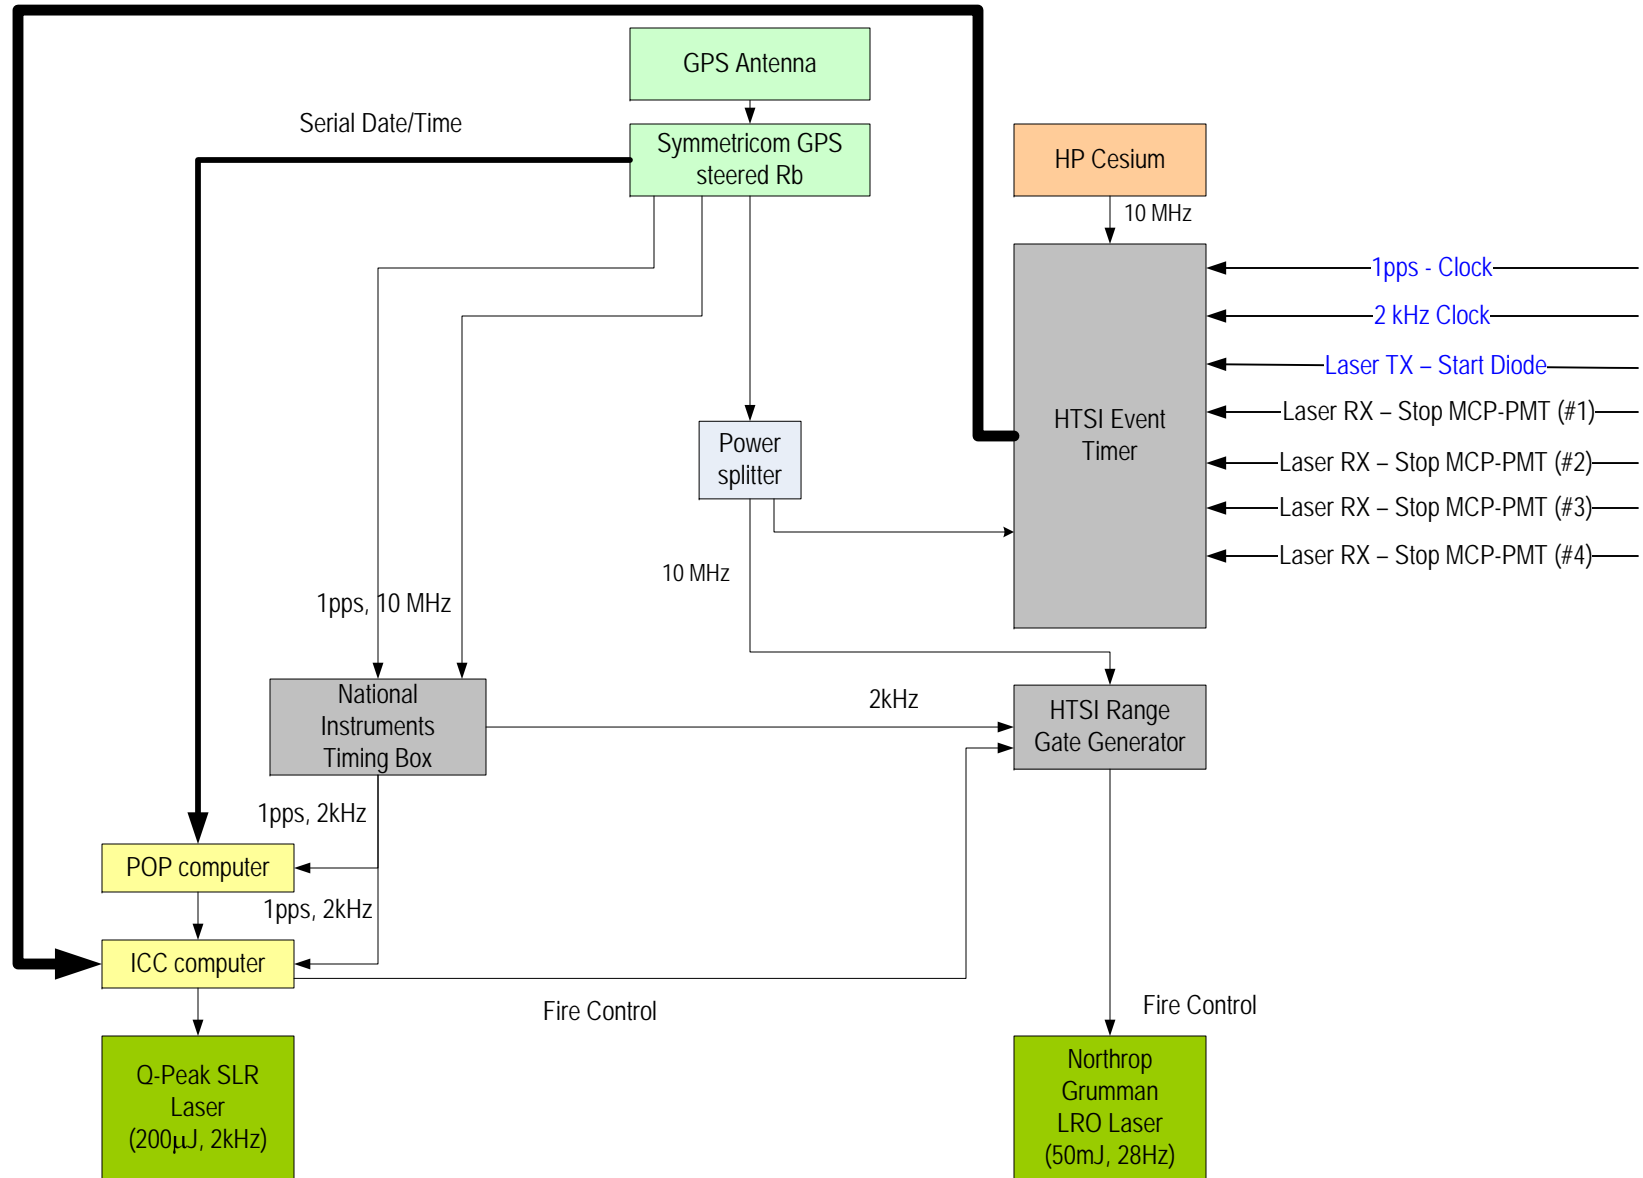 GPS Antenna
Serial Date/Time
Symmetricom GPS
steered Rb
HP Cesium
10 MHz
1pps - Clock
2 kHz Clock
Laser TX – Start Diode
Laser RX – Stop MCP-PMT (#1)
HTSI Event
Timer
Laser RX – Stop MCP-PMT (#2)
Laser RX – Stop MCP-PMT (#3)
Laser RX – Stop MCP-PMT (#4)
Power
splitter
10 MHz
1pps, 10 MHz
National
Instruments
Timing Box
2kHz
HTSI Range
Gate Generator
1pps, 2kHz
POP computer
1pps, 2kHz
ICC computer
Fire Control
Fire Control
Q-Peak SLR
Laser
(200μJ, 2kHz)
Northrop
Grumman
LRO Laser
(50mJ, 28Hz)